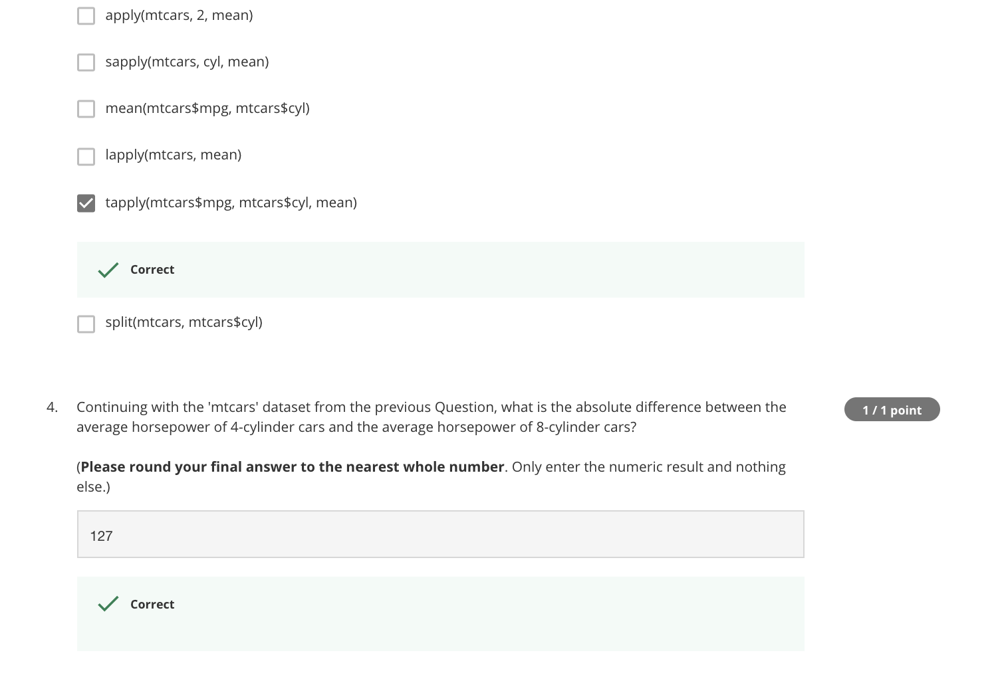 apply(mtcars, 2, mean)
sapply(mtcars, cyl, mean)
mean(mtcars$mpg, mtcars$cyl)
lapply(mtcars, mean)
tapply(mtcars$mpg, mtcars$cyl, mean)
Correct
split(mtcars, mtcars$cyl)
4. Continuing with the 'mtcars' dataset from the previous Question, what is the absolute difference between the
average horsepower of 4-cylinder cars and the average horsepower of 8-cylinder cars?
1 / 1 point
(Please round your final answer to the nearest whole number. Only enter the numeric result and nothing
else.)
127
Correct